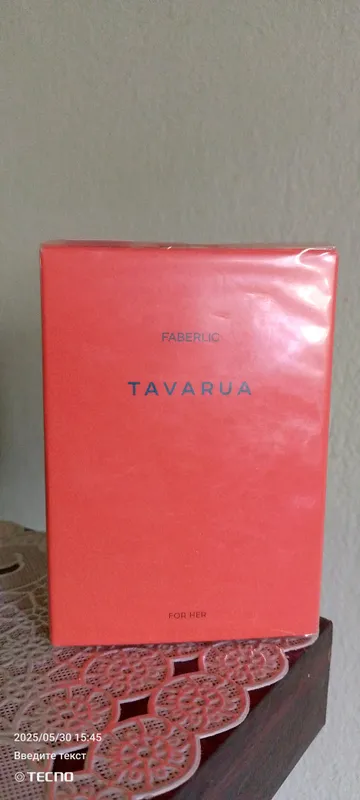 FABERLIC
TAVARUA
FOR HER
2025/05/30 15:45
Введите текст
TECNO